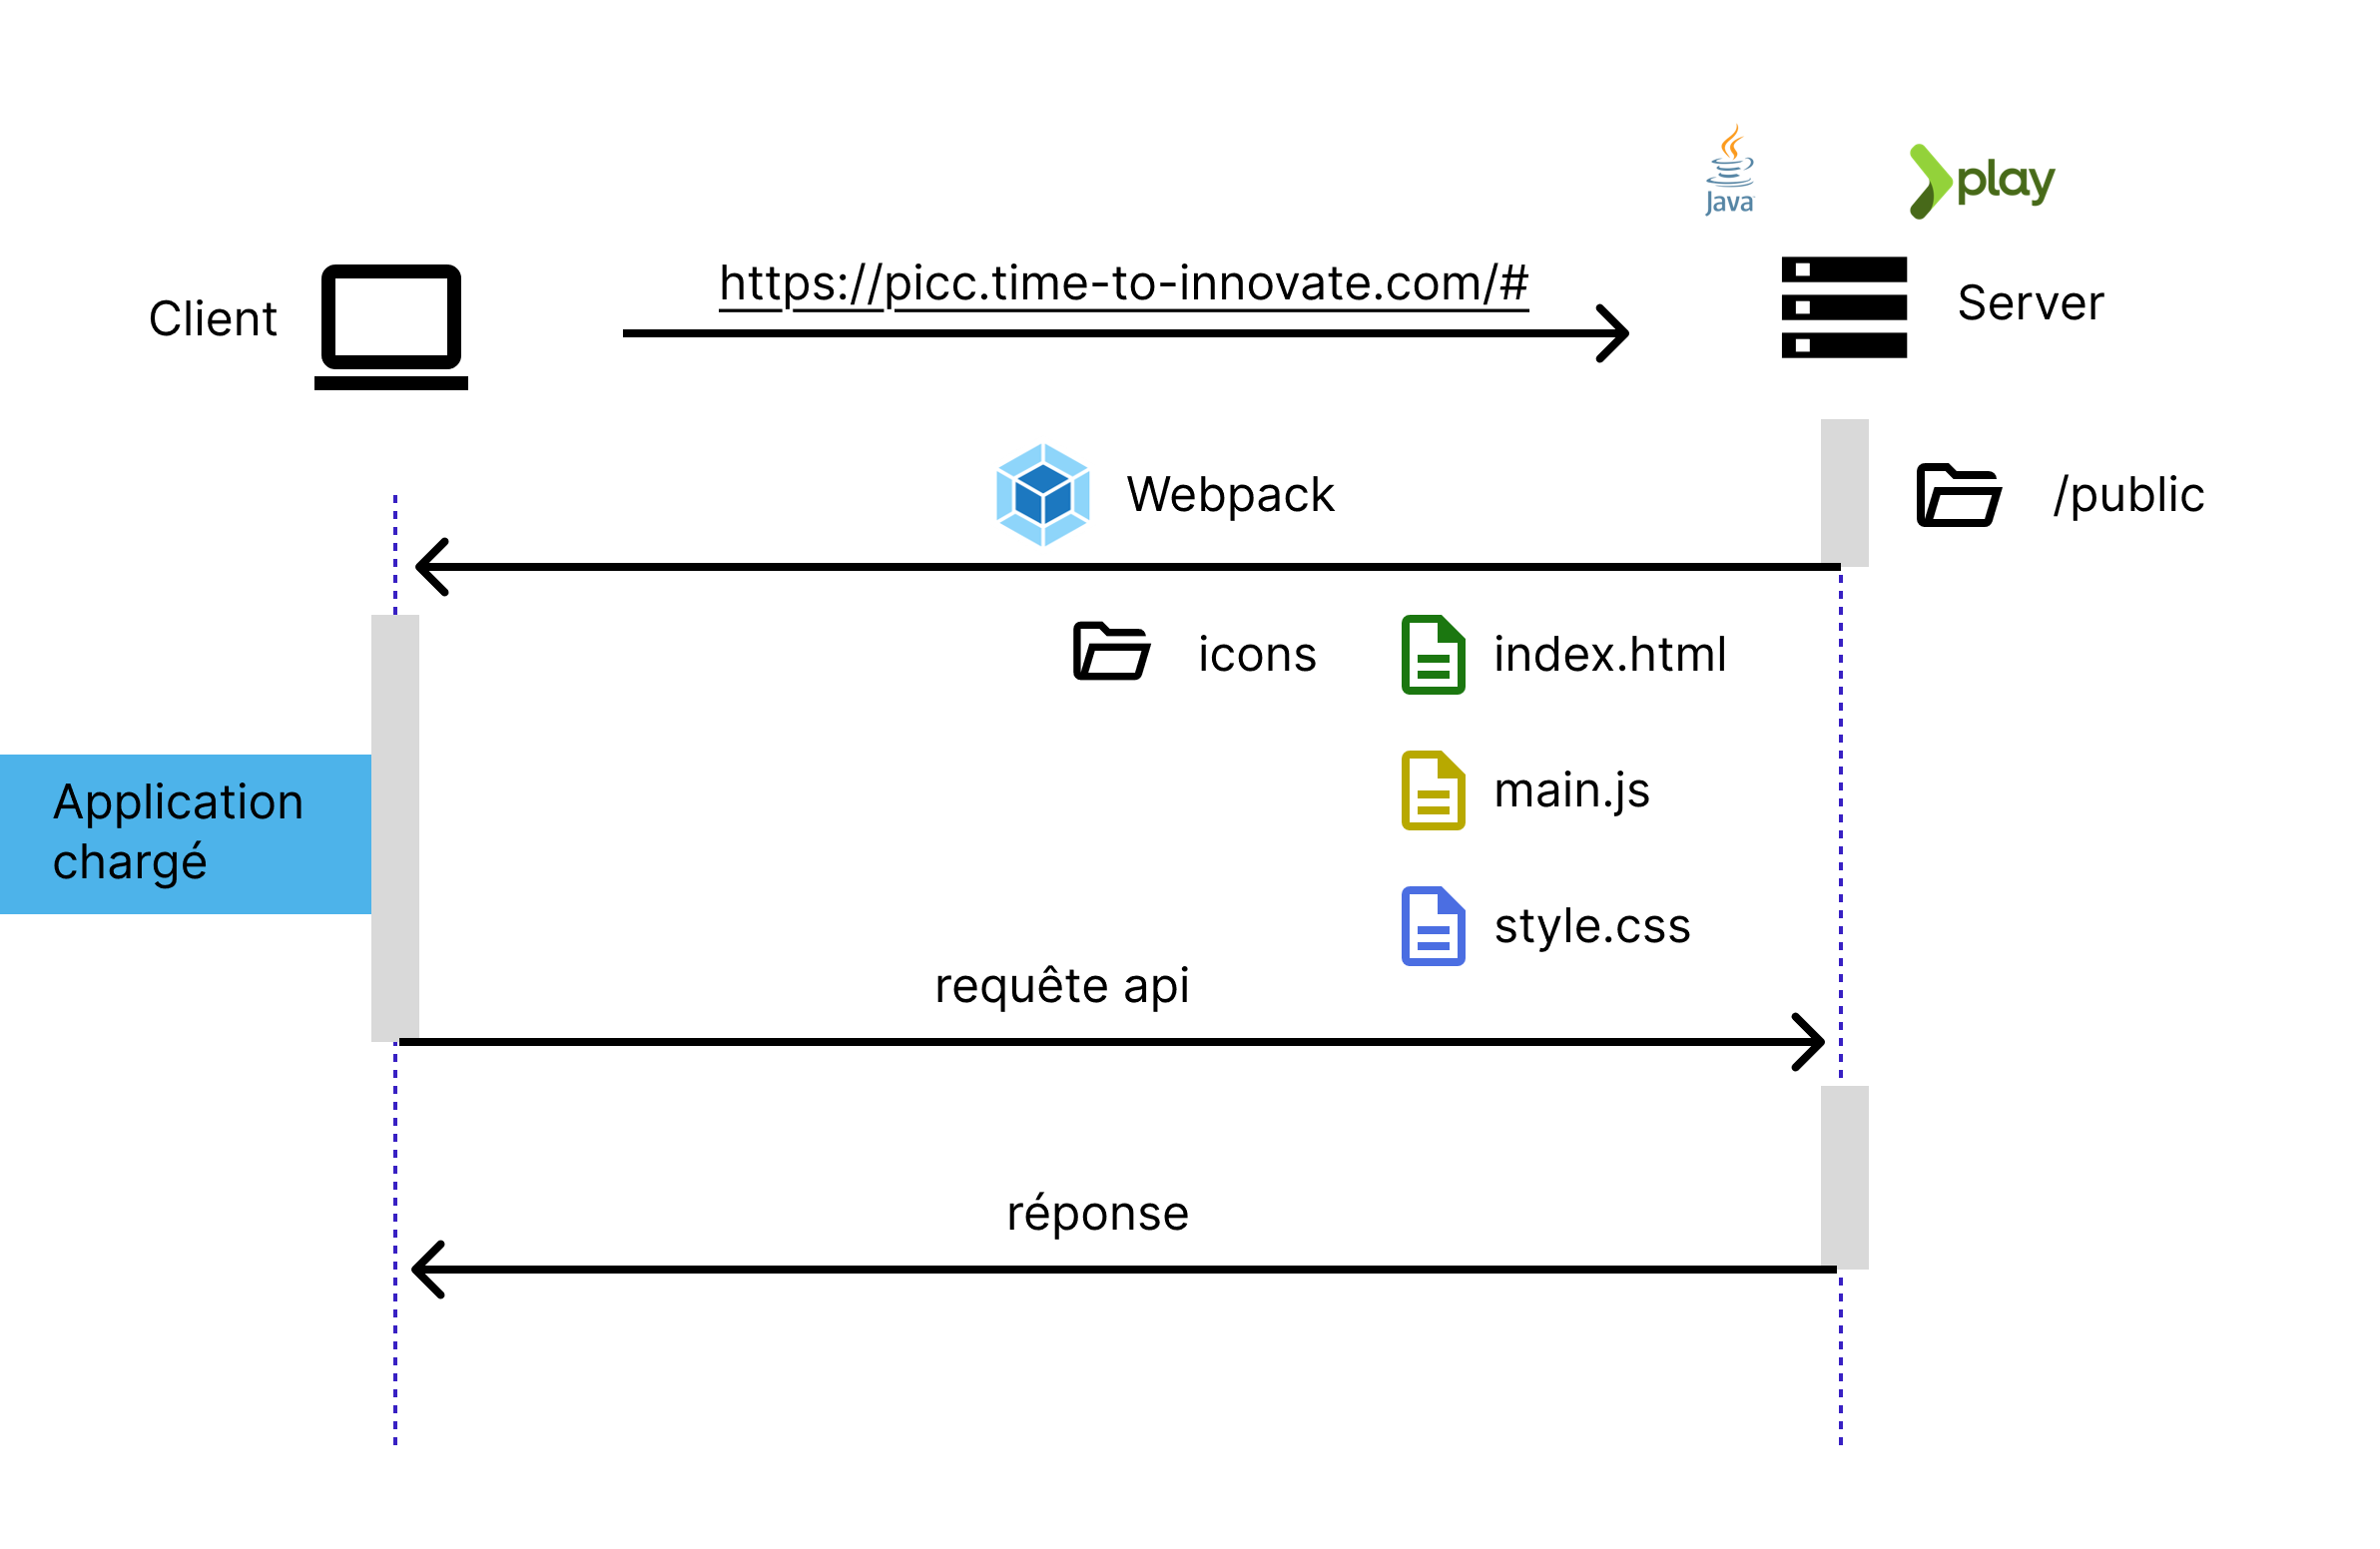 Java
play
https://picc.time-to-innovate.com/#
Client
Server
Webpack
/public
icons
index.html
main.js
Application
chargé
style.css
requête api
réponse